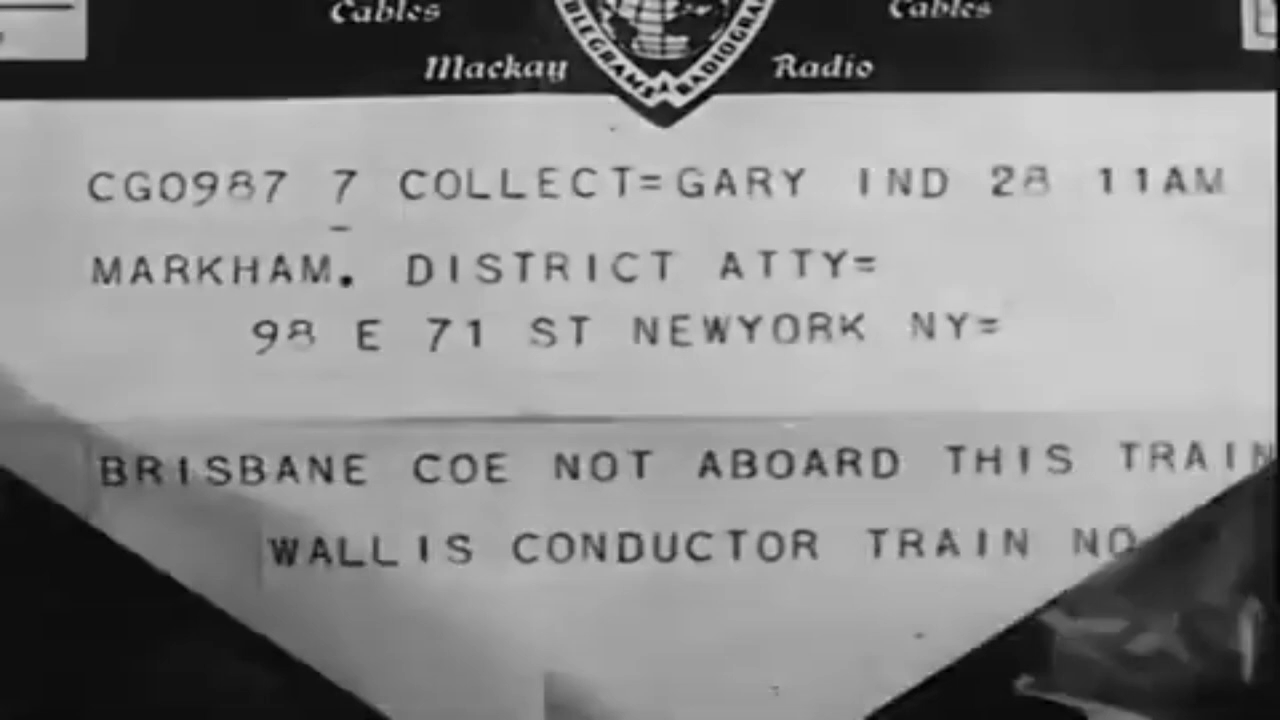 Cables Cables
Mackay Radio
CGO987 7 COLLECT=GARY IND 28 11AM
MARKHAM. DISTRICT ATTY=
98 E 71 ST NEWYORK NY=
BRISBANE COE NOT ABOARD THIS TRAIN
WALLIS CONDUCTOR TRAIN NO